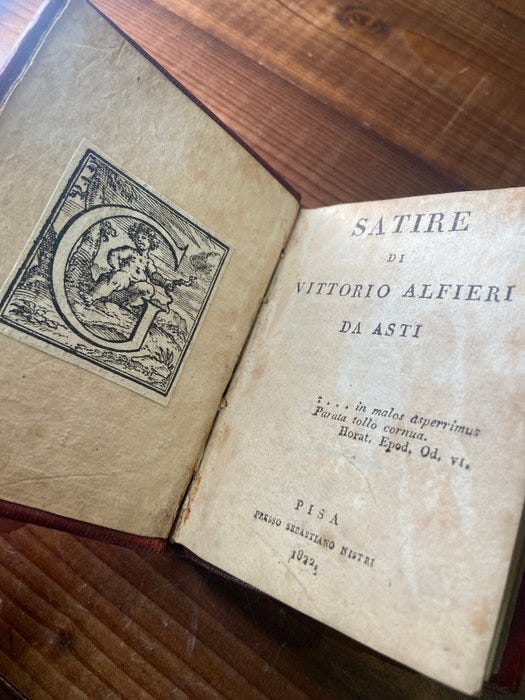 G
SATIRE
DI
VITTORIO ALFIERI
DA ASTI
: . . . in malos asperrimus
Parata tollo cornua.
Horat. Epod. Od. VI.
PISA
PRESSO SEBASTIANO NISTRI
1822.